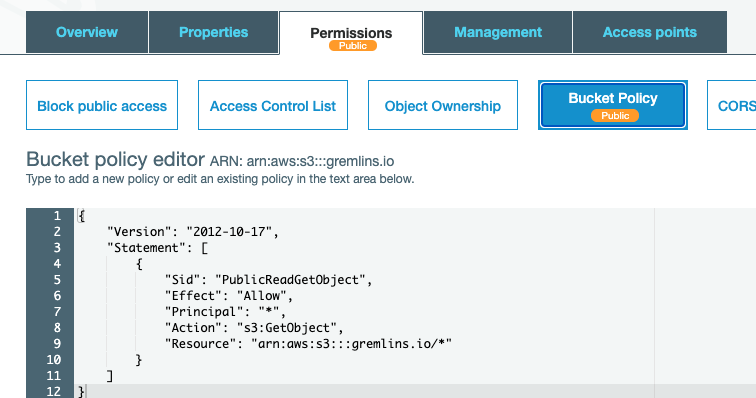 Overview Properties Permissions Management Access points
Public
Block public access Access Control List Object Ownership Bucket Policy CORS
Public
Bucket policy editor ARN: arn:aws:s3:::gremlins.io
Type to add a new policy or edit an existing policy in the text area below.
1 {
2 "Version": "2012-10-17",
3 "Statement": [
4 {
5 "Sid": "PublicReadGetObject",
6 "Effect": "Allow",
7 "Principal": "*",
8 "Action": "s3:GetObject",
9 "Resource": "arn:aws:s3:::gremlins.io/*"
10 }
11 ]
12 }